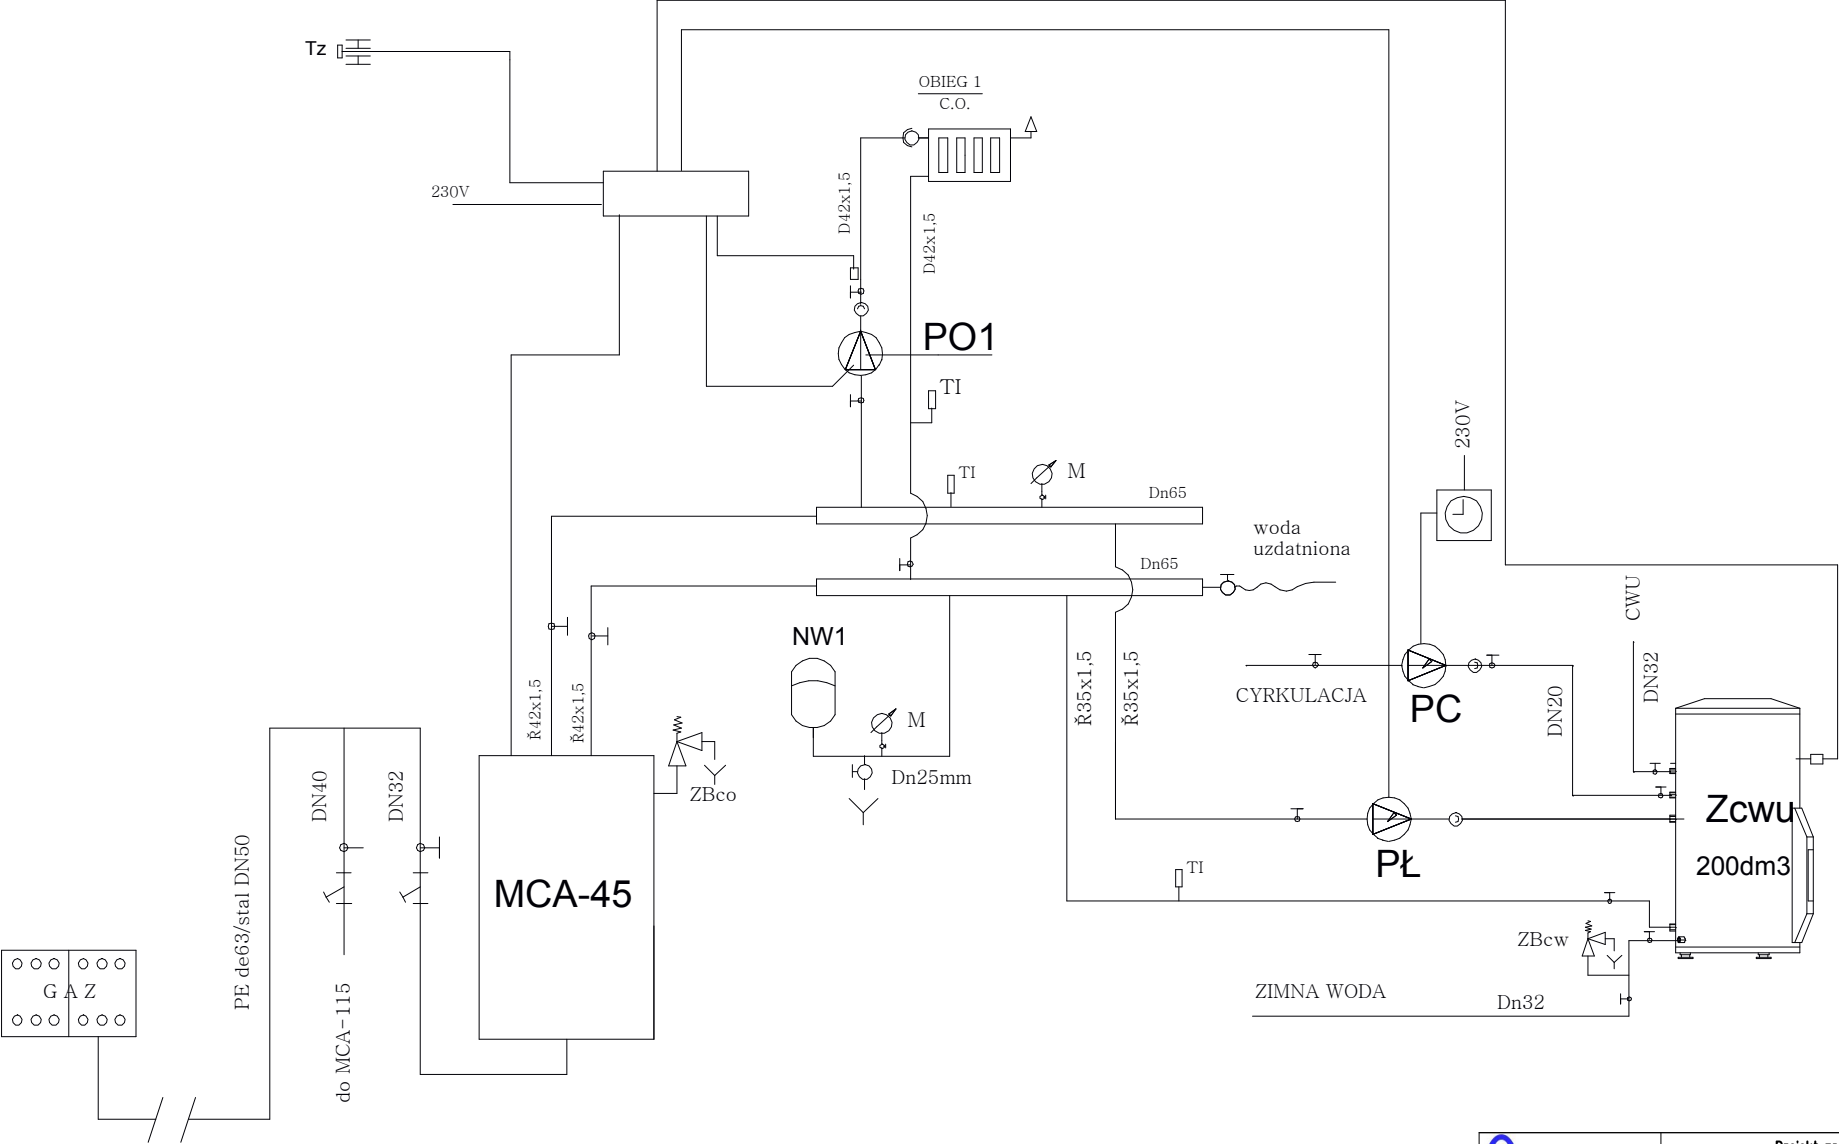 Tz
OBIEG 1
C.O.
230V
D42x1,5
D42x1,5
PO1
TI
230V
TI
M
Dn65
woda
uzdatniona
Dn65
CWU
NW1
DN32
Ř35x1,5
Ř35x1,5
CYRKULACJA
PC
DN20
Ř42x1,5
Ř42x1,5
M
ZBco
Dn25mm
DN40
DN32
Zcwu
200dm3
PE de63/stal DN50
MCA-45
PŁ
TI
ZBcw
G A Z
do MCA-115
ZIMNA WODA
Dn32